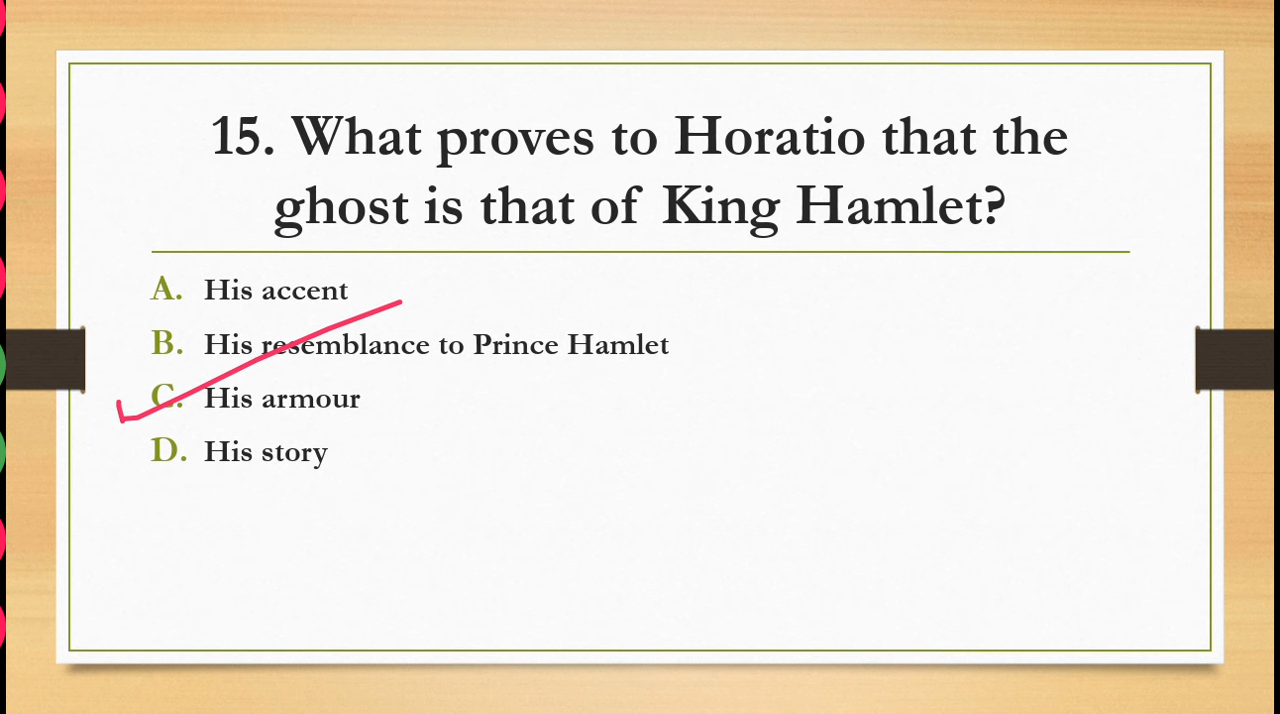 15. What proves to Horatio that the
ghost is that of King Hamlet?
A. His accent
B. His resemblance to Prince Hamlet
C. His armour
D. His story